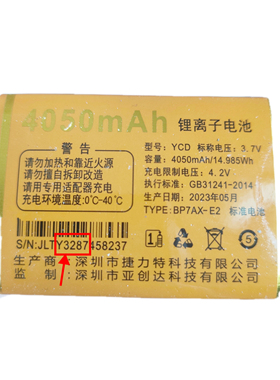 4050mAh
锂离子电池
警告
请勿加热和靠近火源
请勿擅自拆卸改造
请用专用适配器充电
充电环境温度:0℃-40℃
型号: YCD 标称电压: 3.7V
容量: 4050mAh/14.985Wh
充电限制电压: 4.2V
执行标准: GB31241-2014
生产日期: 2023年05月
TYPE: BP7AX-E2 标准电池
S/N:JLTY3287458237
生产商:深圳市捷力特科技有限公司
监制:深圳市亚创达科技有限公司